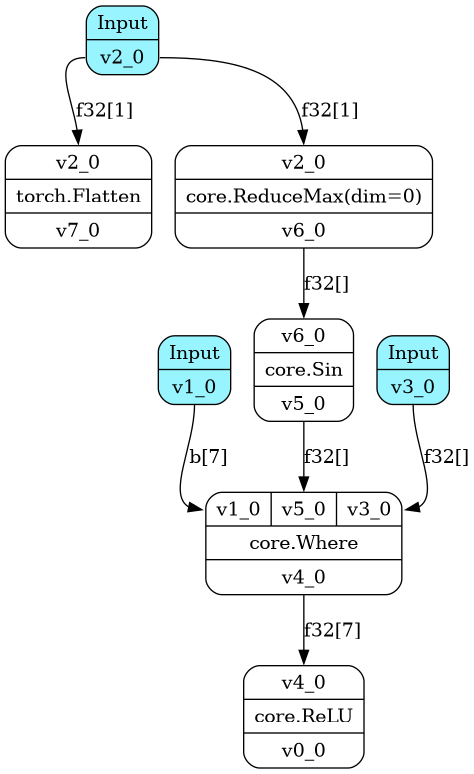 Input
v2_0
f32[1]
f32[1]
v2_0
torch.Flatten
v7_0
v2_0
core.ReduceMax(dim=0)
v6_0
f32[]
Input
v1_0
v6_0
core.Sin
v5_0
Input
v3_0
b[7]
f32[]
f32[]
v1_0 v5_0 v3_0
core.Where
v4_0
f32[7]
v4_0
core.ReLU
v0_0